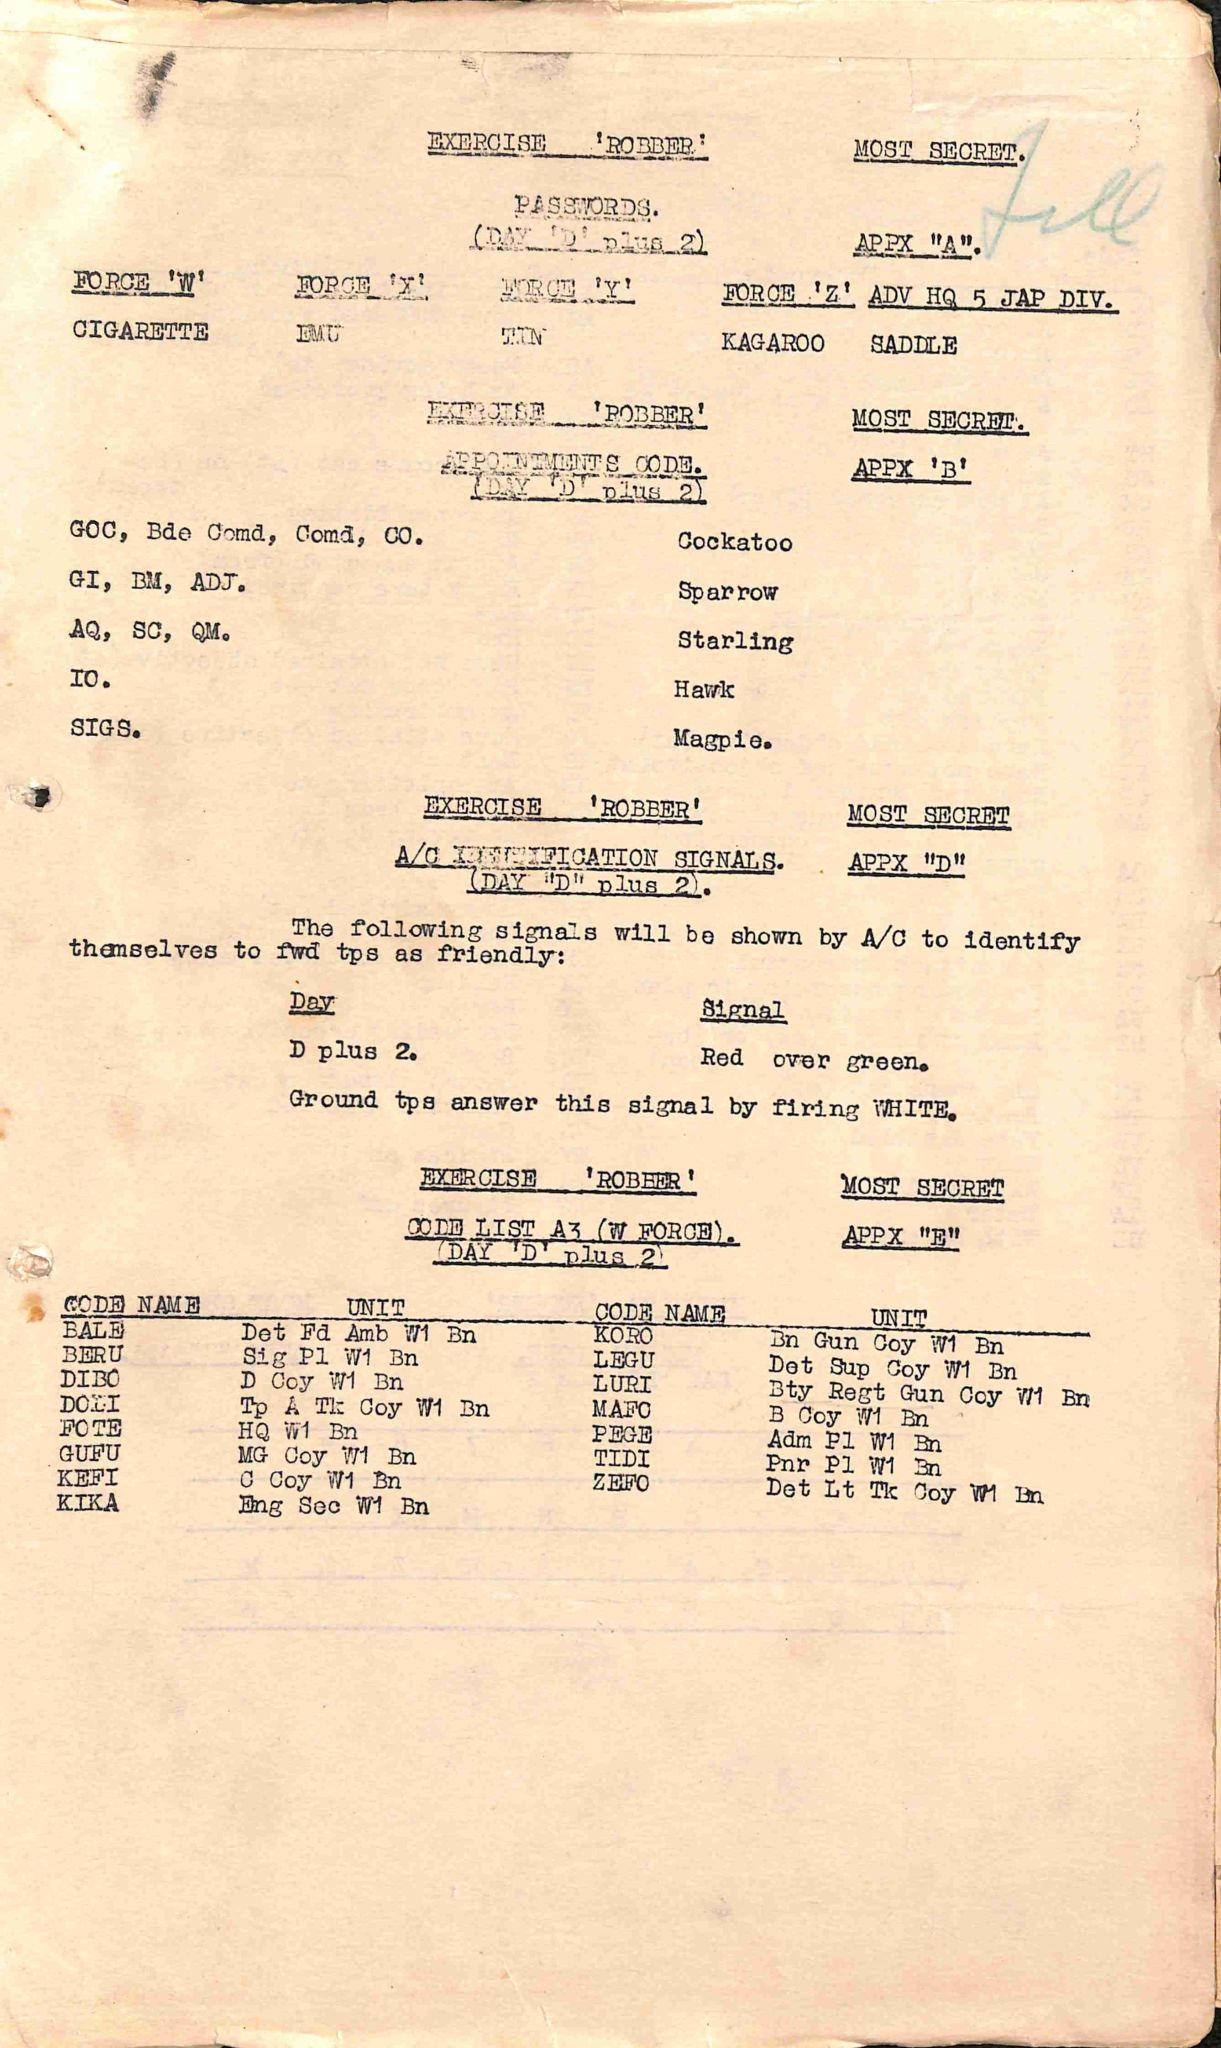 EXERCISE 'ROBBER' MOST SECRET.
PASSWORDS.
(DAY 'D' plus 2) APPX "A".
FORCE 'W' FORCE 'X' FORCE 'Y' FORCE 'Z' ADV HQ 5 JAP DIV.
CIGARETTE EMU TIN KAGAROO SADDLE
EXERCISE 'ROBBER' MOST SECRET.
APPOINTMENTS CODE. APPX 'B'
(DAY 'D' plus 2)
GOC, Bde Comd, Comd, CO. Cockatoo
GI, BM, ADJ. Sparrow
AQ, SC, QM. Starling
IO. Hawk
SIGS. Magpie.
EXERCISE 'ROBBER' MOST SECRET
A/C IDENTIFICATION SIGNALS. APPX "D"
(DAY "D" plus 2).
The following signals will be shown by A/C to identify
themselves to fwd tps as friendly:
Day Signal
D plus 2. Red over green.
Ground tps answer this signal by firing WHITE.
EXERCISE 'ROBBER' MOST SECRET
CODE LIST A3 (W FORCE). APPX "E"
(DAY 'D' plus 2)
CODE NAME UNIT CODE NAME UNIT
BALE Det Fd Amb W1 Bn KORO Bn Gun Coy W1 Bn
BERU Sig Pl W1 Bn LEGU Det Sup Coy W1 Bn
DIBO D Coy W1 Bn LURI Bty Regt Gun Coy W1 Bn
Tp A Tk Coy W1 Bn MAFO B Coy W1 Bn
FOTE HQ W1 Bn PEGE Adm Pl W1 Bn
GUFU MG Coy W1 Bn TIDI Pnr Pl W1 Bn
KEFI C Coy W1 Bn ZEFO Det Lt Tk Coy W1 Bn
KIKA Eng Sec W1 Bn